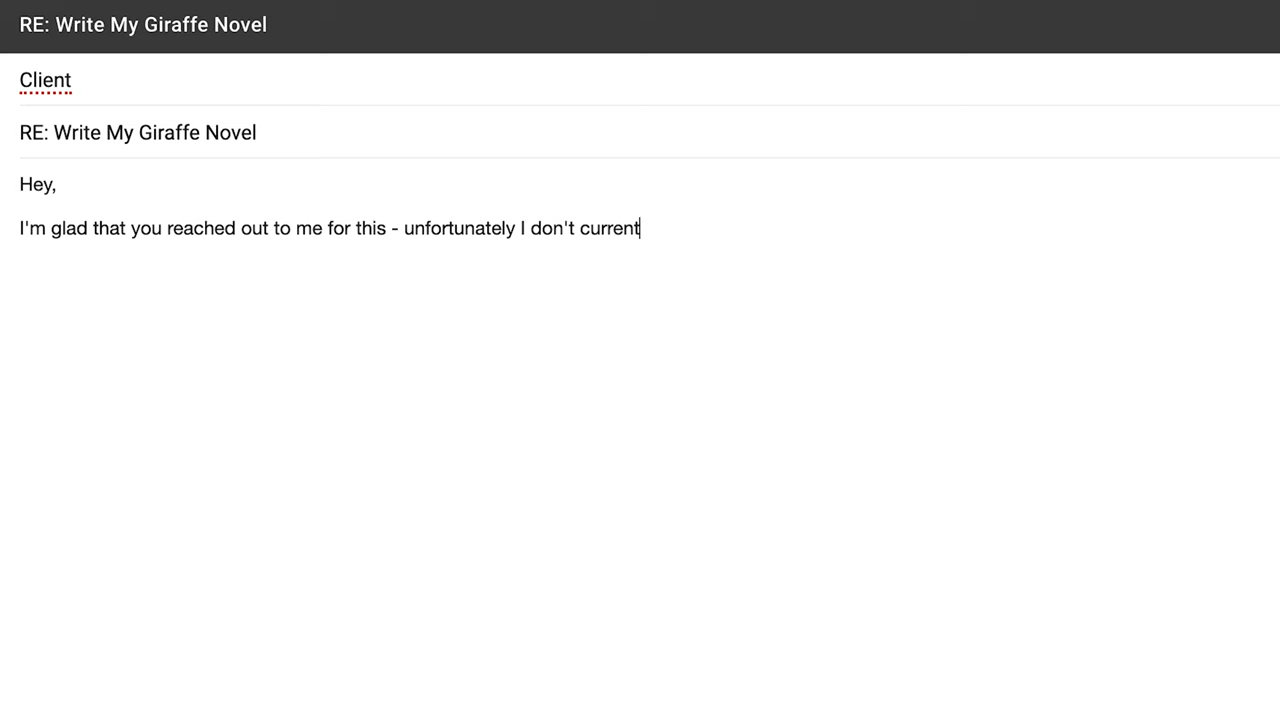 RE: Write My Giraffe Novel
Client
RE: Write My Giraffe Novel
Hey,
I'm glad that you reached out to me for this - unfortunately I don't current